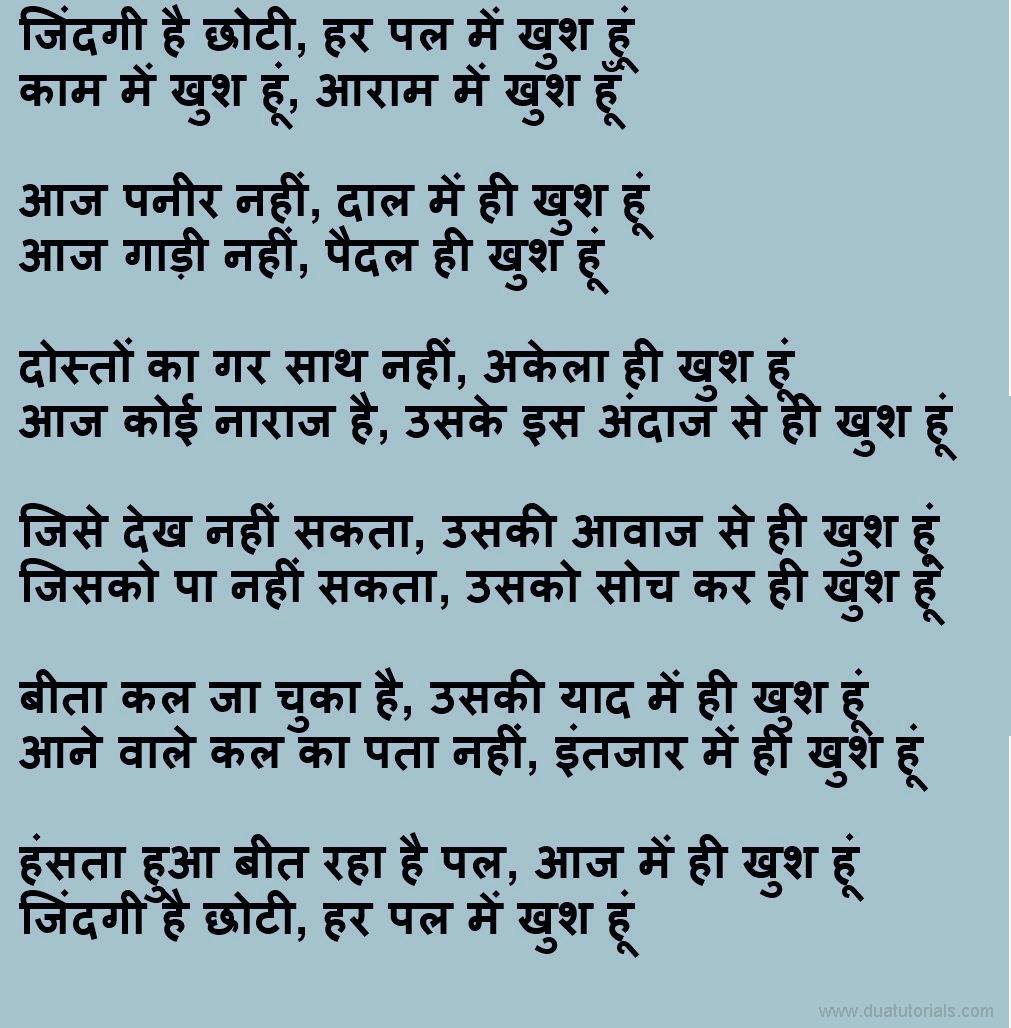 जिंदगी है छोटी, हर पल में खुश हूं
काम में खुश हूं, आराम में खुश हूँ
आज पनीर नहीं, दाल में ही खुश हूं
आज गाड़ी नहीं, पैदल ही खुश हूं
दोस्तों का गर साथ नहीं, अकेला ही खुश हूं
आज कोई नाराज है, उसके इस अंदाज से ही खुश हूं
जिसे देख नहीं सकता, उसकी आवाज से ही खुश हूं
जिसको पा नहीं सकता, उसको सोच कर ही खुश हूं
बीता कल जा चुका है, उसकी याद में ही खुश हूं
आने वाले कल का पता नहीं, इंतजार में ही खुश हूं
हंसता हुआ बीत रहा है पल, आज में ही खुश हूं
जिंदगी है छोटी, हर पल में खुश हूं
www.duatutorials.com